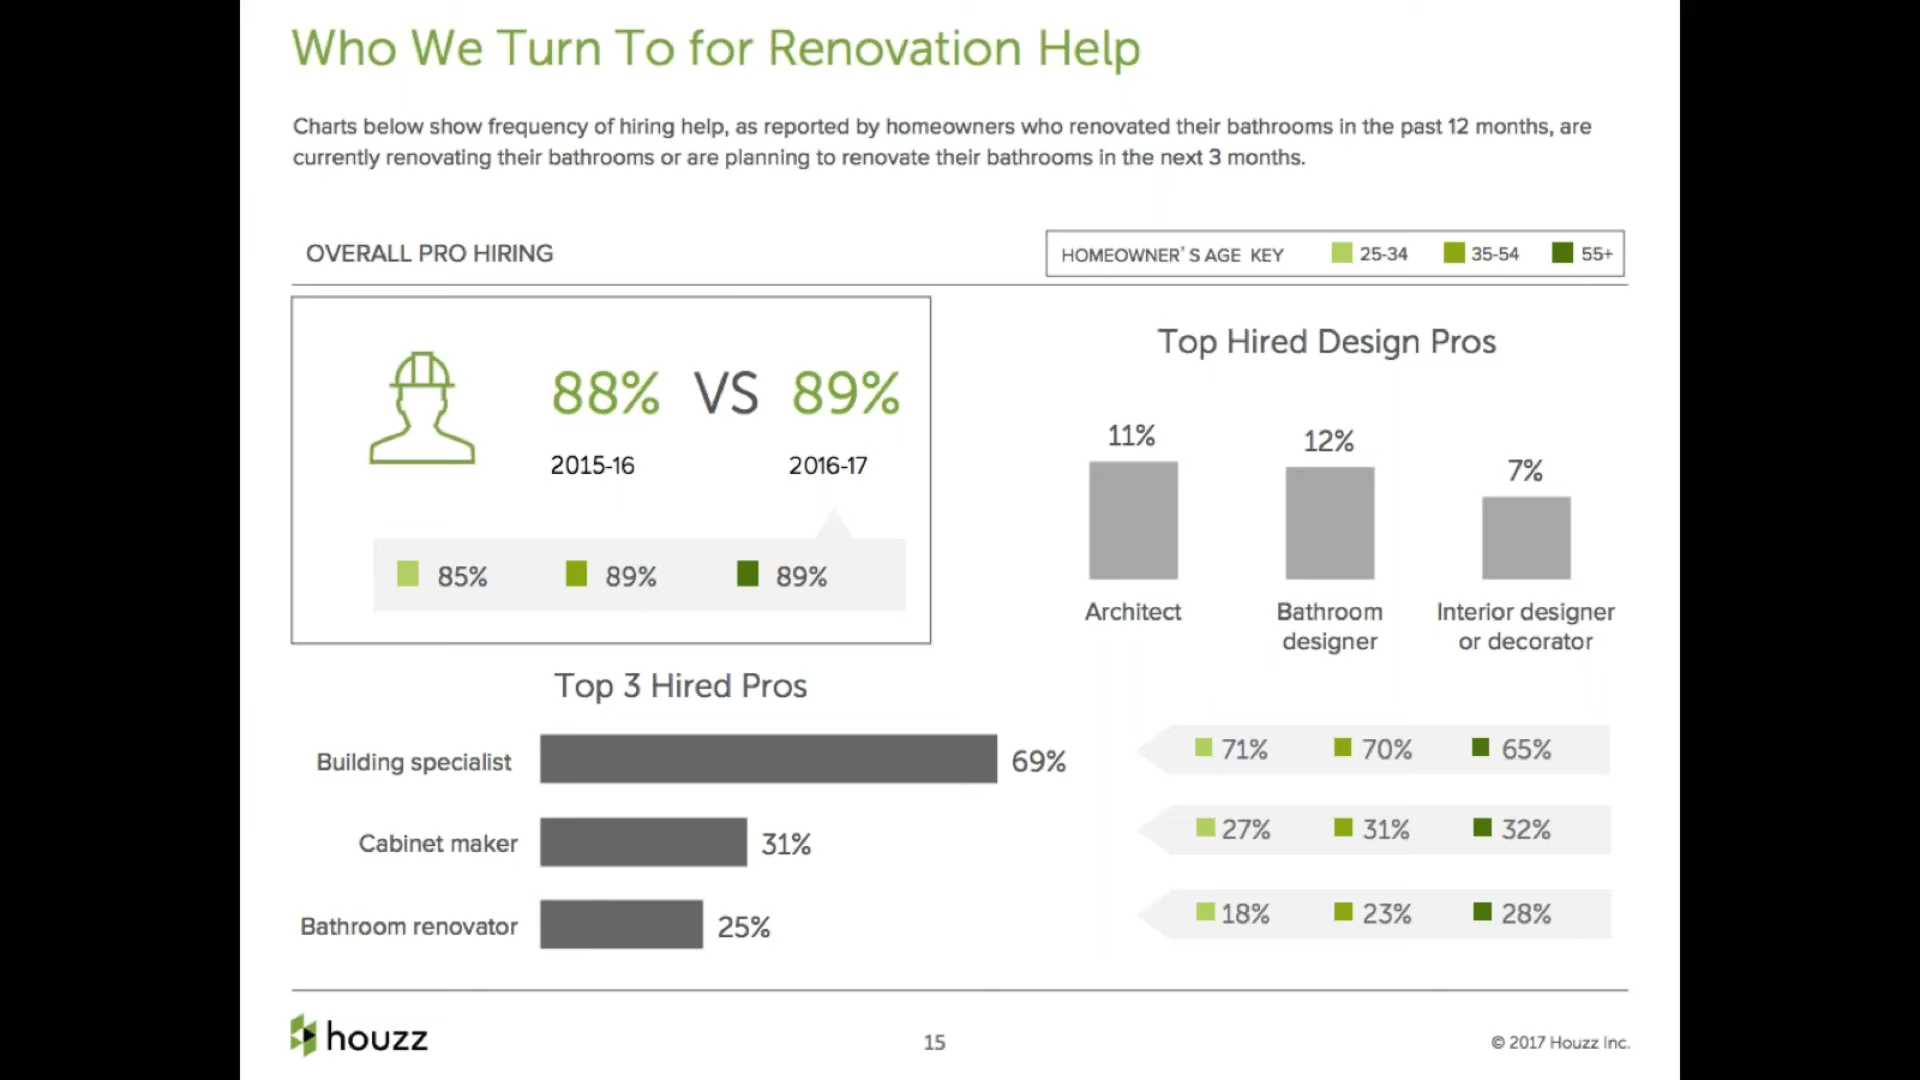 Who We Turn To for Renovation Help
Charts below show frequency of hiring help, as reported by homeowners who renovated their bathrooms in the past 12 months, are
currently renovating their bathrooms or are planning to renovate their bathrooms in the next 3 months.
OVERALL PRO HIRING
HOMEOWNER'S AGE KEY 25-34 35-54 55+
88% VS 89%
2015-16 2016-17
85% 89% 89%
Top Hired Design Pros
11% 12% 7%
Architect
Bathroom
designer
Interior designer
or decorator
Top 3 Hired Pros
Building specialist 69% 71% 70% 65%
Cabinet maker 31% 27% 31% 32%
Bathroom renovator 25% 18% 23% 28%
houzz
15
© 2017 Houzz Inc.